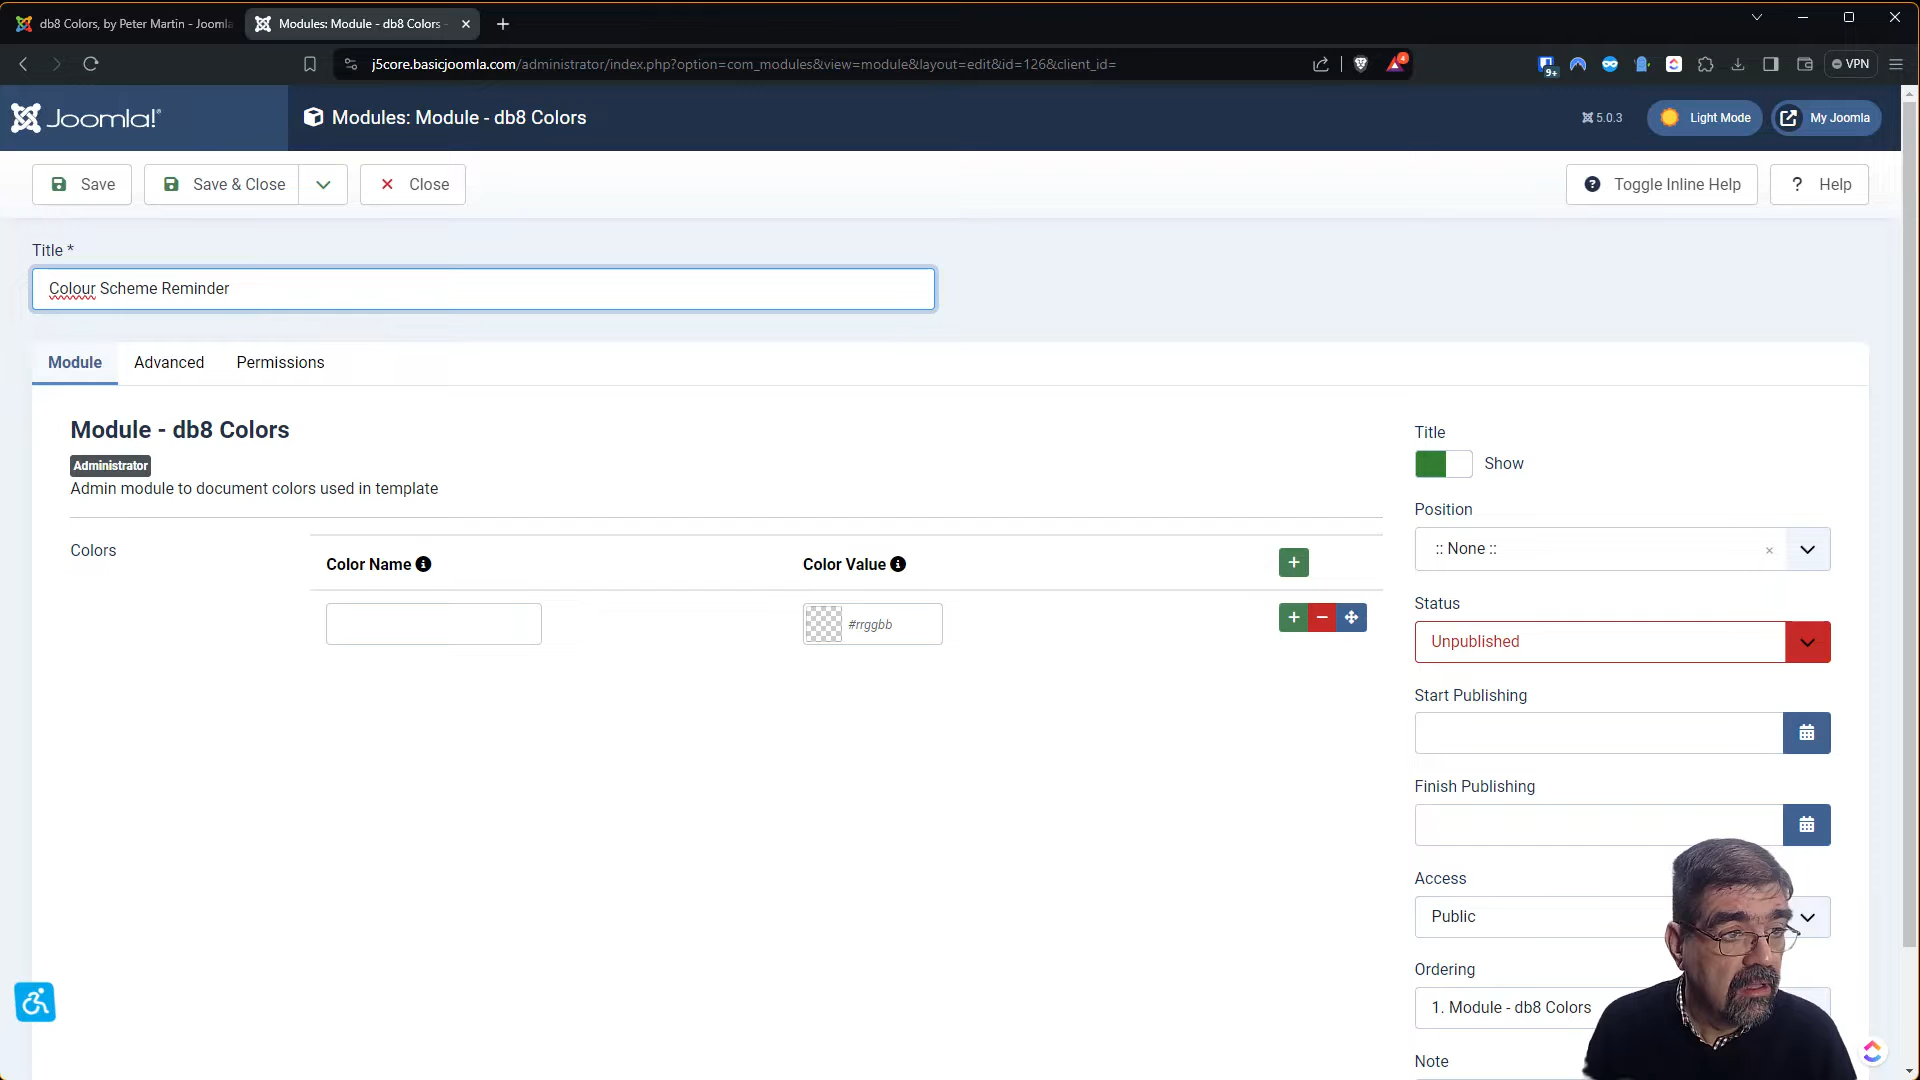 db8 Colors, by Peter Martin - Joomla
Modules: Module - db8 Colors -
j5core.basicjoomla.com/administrator/index.php?option=com_modules&view=module&layout=edit&id=126&client_id=
4
9+
VPN
Joomla!®
Modules: Module - db8 Colors
5.0.3
Light Mode
My Joomla
Save
Save & Close
Close
Toggle Inline Help
? Help
Title *
Colour Scheme Reminder
Module
Advanced
Permissions
Module - db8 Colors
Administrator
Admin module to document colors used in template
Colors
Color Name
Color Value
#rrggbb
Title
Show
Position
:: None ::
Status
Unpublished
Start Publishing
Finish Publishing
Access
Public
Ordering
1. Module - db8 Colors
Note